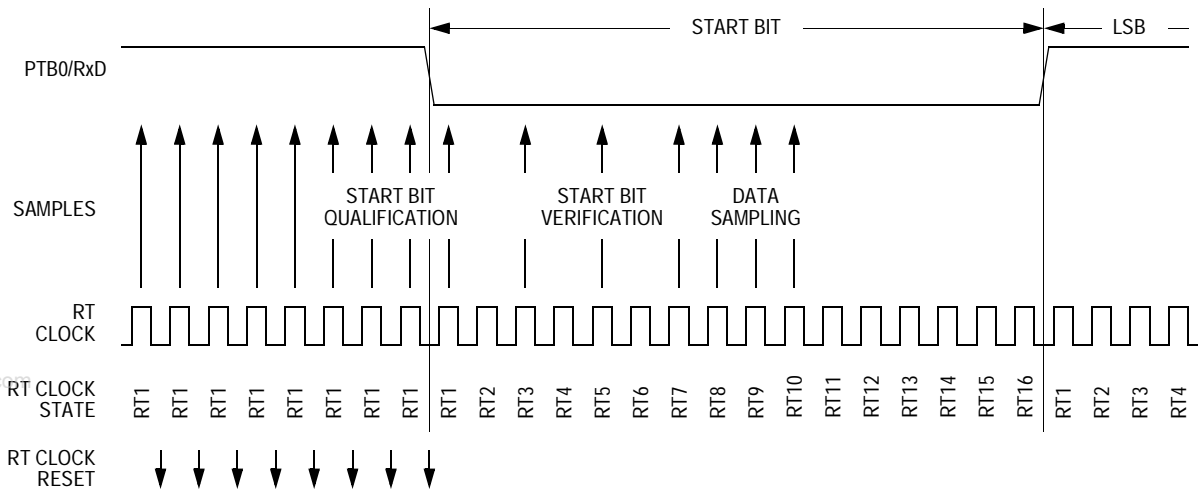 START BIT
LSB
PTB0/RxD
SAMPLES
START BIT
QUALIFICATION
START BIT
VERIFICATION
DATA
SAMPLING
RT
CLOCK
com
RT CLOCK
STATE
RT1 RT1 RT1 RT1 RT1 RT1 RT1 RT1 RT1 RT2 RT3 RT4 RT5 RT6 RT7 RT8 RT9 RT10 RT11 RT12 RT13 RT14 RT15 RT16 RT1 RT2 RT3 RT4
RT CLOCK
RESET